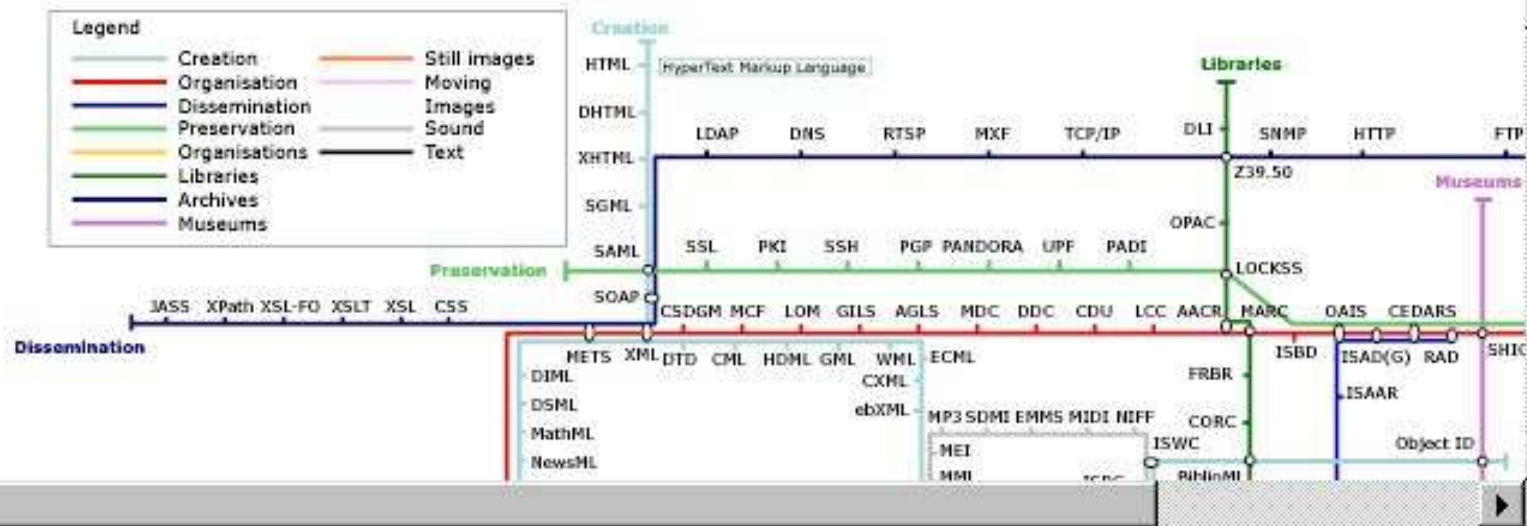 Legend
Creation
Still images
Organisation
Moving
Dissemination
Images
Preservation
Sound
Organisations
Text
Libraries
Archives
Museums
Creation
HTML
HyperText Markup Language
DHTML
XHTML
SGML
SAML
SOAP
Libraries
DLI
Z39.50
OPAC
LOCKSS
LDAP DNS RTSP MXF TCP/IP SNMP HTTP FTP
Museums
Preservation
SSL PKI SSH PGP PANDORA UPF PADI
JASS XPath XSL-FO XSLT XSL CSS
Dissemination
CSDGM MCF LOM GILS AGLS MDC DDC CDU LCC AACR MARC OAIS CEDARS
METS XML DTD CML HDML GML WML ECML
ISBD ISAD(G) RAD
CXML
ebXML
DIML
DSML
MathML
NewsML
FRBR
ISAAR
CORC
MP3 SDMI EMMS MIDI NIFF
MEI
ISWC
Object ID
BiblioML